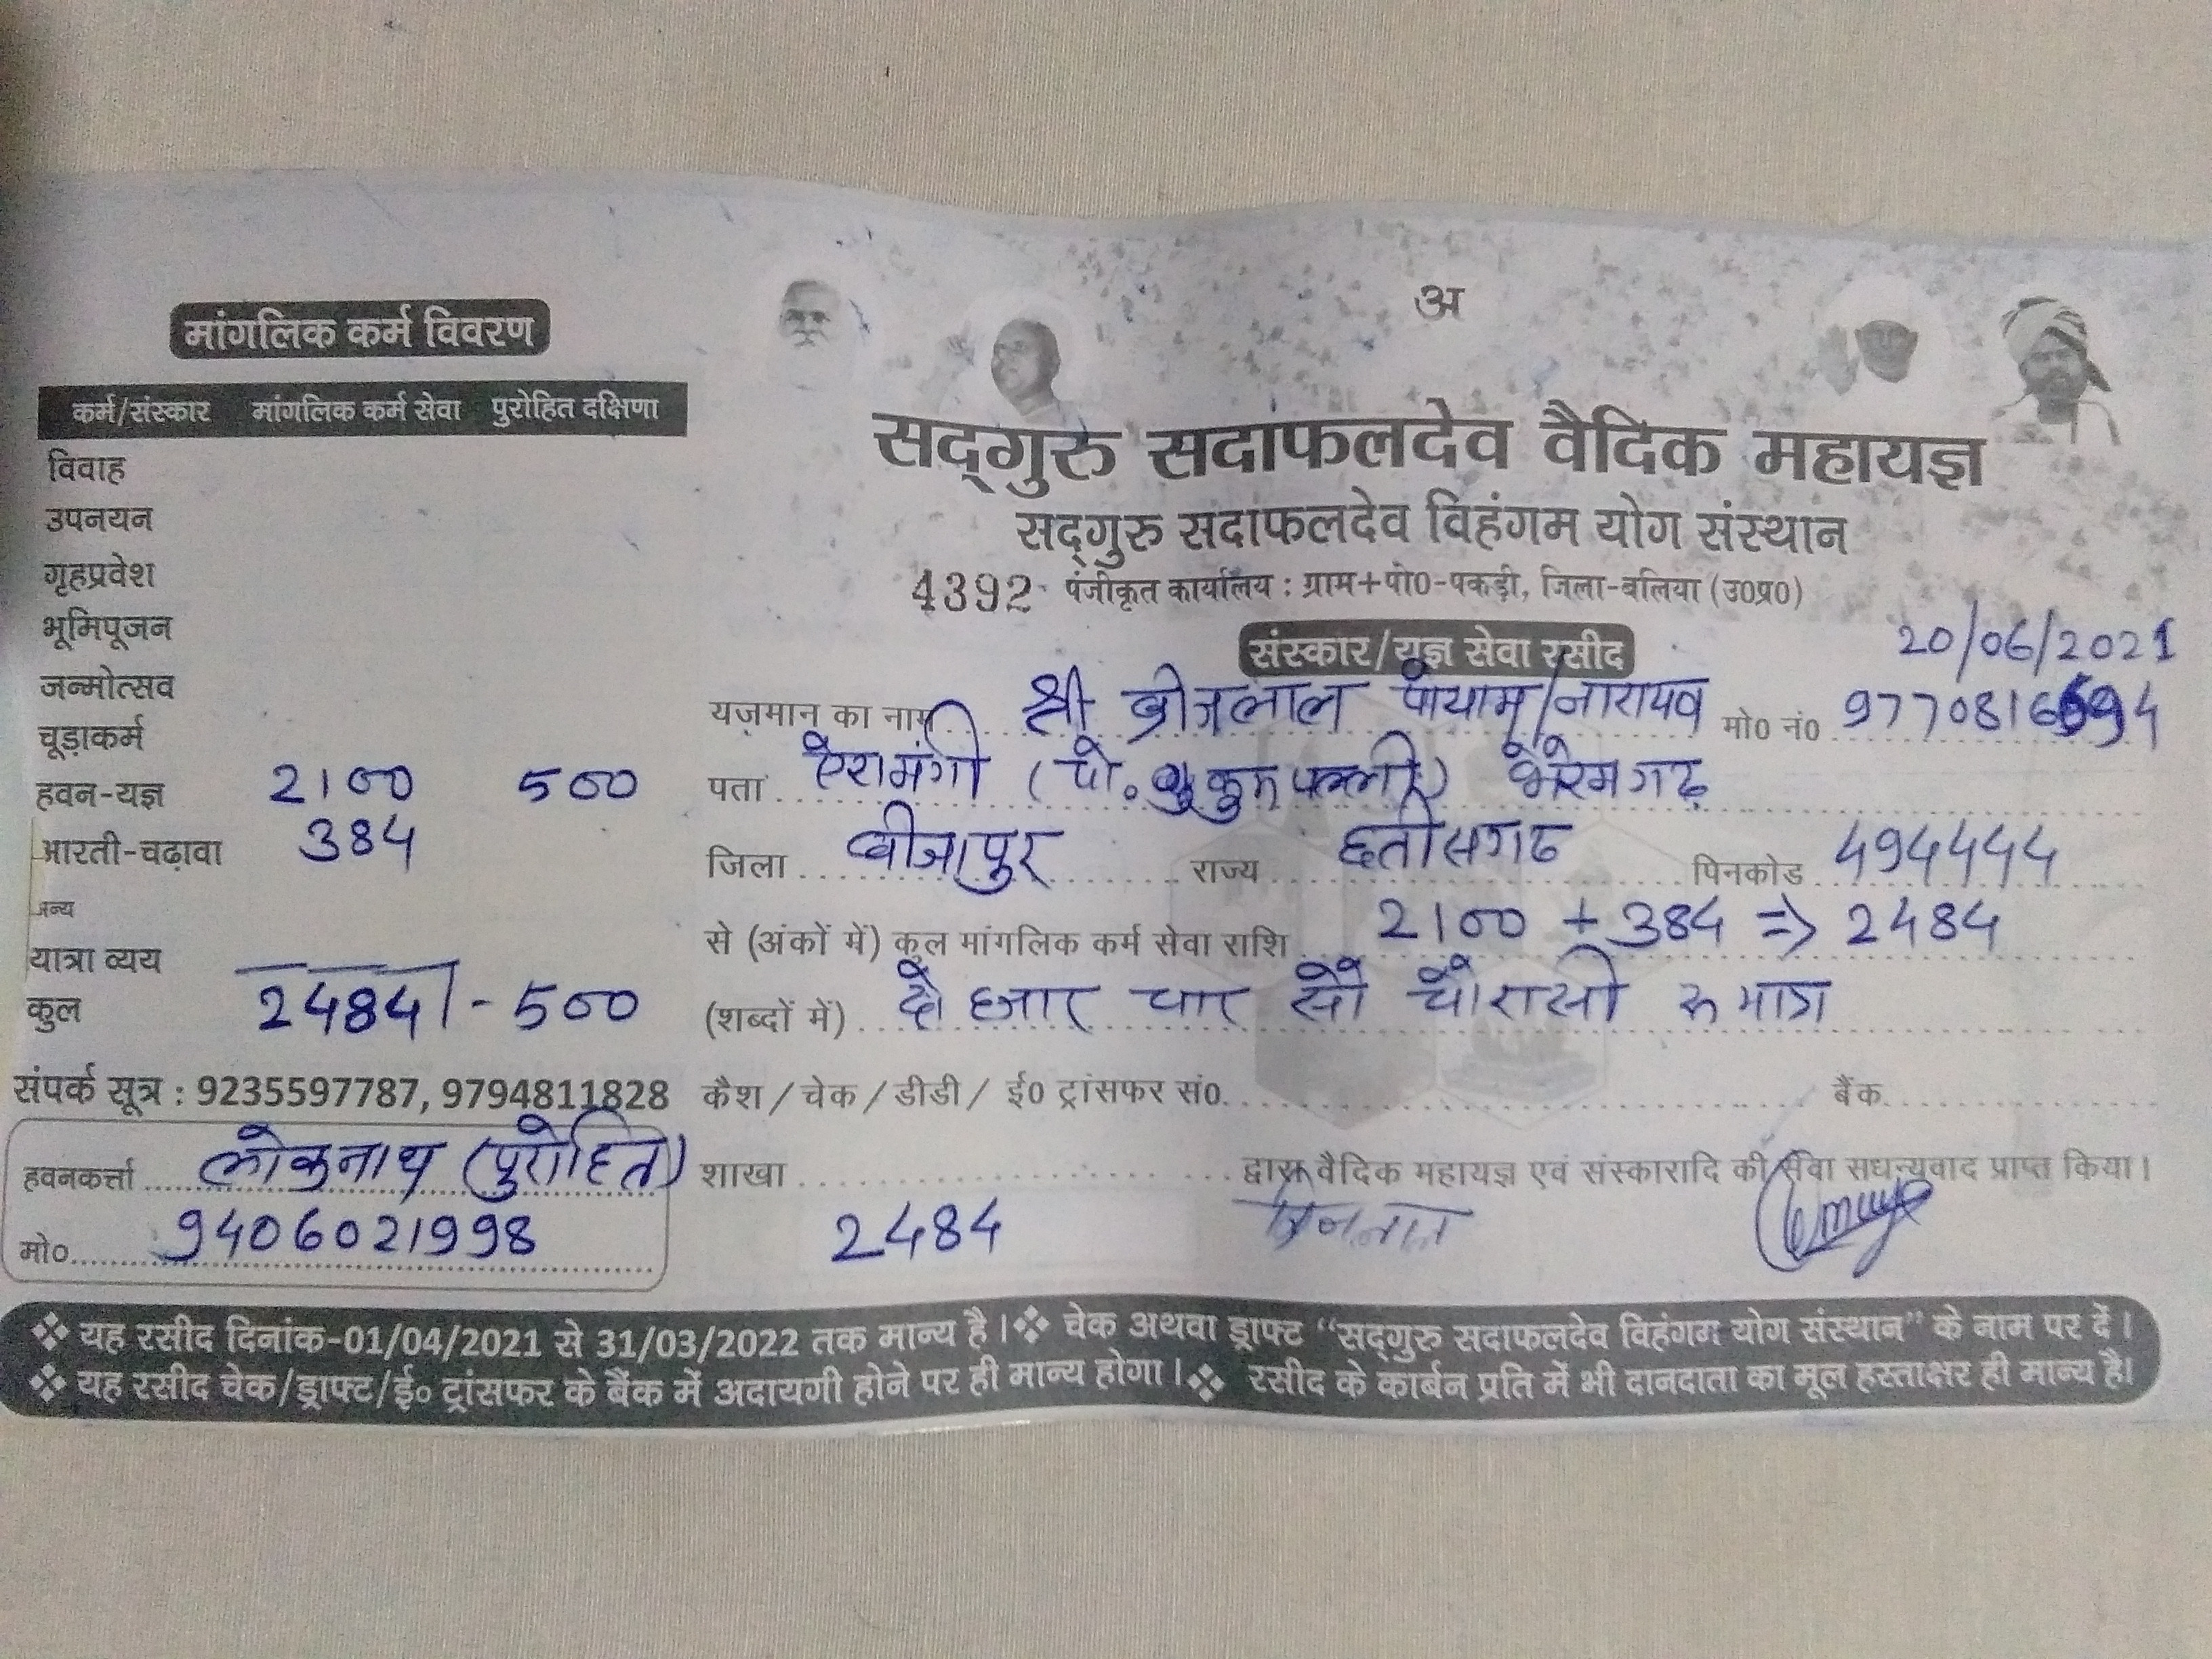 मांगलिक कर्म विवरण
कर्म/संस्कार मांगलिक कर्म सेवा पुरोहित दक्षिणा
विवाह
उपनयन
गृहप्रवेश
भूमिपूजन
जन्मोत्सव
चूड़ाकर्म
हवन-यज्ञ 2100 500
आरती-चढ़ावा 384
अन्य
यात्रा व्यय
कुल 2484/- 500
संपर्क सूत्र : 9235597787, 9794811828
हवनकर्त्ता लोकनाथ (पुरोहित)
मो० 9406021998
अ
सद्गुरु सदाफलदेव वैदिक महायज्ञ
सद्गुरु सदाफलदेव विहंगम योग संस्थान
4392 पंजीकृत कार्यालय : ग्राम+पो0-पकड़ी, जिला-बलिया (उ0प्र0)
संस्कार/यज्ञ सेवा रसीद 20/06/2021
यजमान का नाम श्री ब्रीजलाल पोयाम/नारायण मो0 नं0
पता ऐरामंगी (पो. ) भैरमगढ़
जिला बीजापुर राज्य छतीसगढ पिनकोड 494444
से (अंकों में) कुल मांगलिक कर्म सेवा राशि 2100 + 384 => 2484
(शब्दों में) दो हजार चार सौ चौरासी रु मात्र
कैश / चेक / डीडी / ई0 ट्रांसफर सं0. बैंक
शाखा द्वारा वैदिक महायज्ञ एवं संस्कारादि की सेवा सधन्यवाद प्राप्त किया।
2484
❖ यह रसीद दिनांक-01/04/2021 से 31/03/2022 तक मान्य है।❖ चेक अथवा ड्राफ्ट “सद्गुरु सदाफलदेव विहंगम योग संस्थान” के नाम पर दें।
❖ यह रसीद चेक/ड्राफ्ट/ई० ट्रांसफर के बैंक में अदायगी होने पर ही मान्य होगा।❖ रसीद के कार्बन प्रति में भी दानदाता का मूल हस्ताक्षर ही मान्य है।